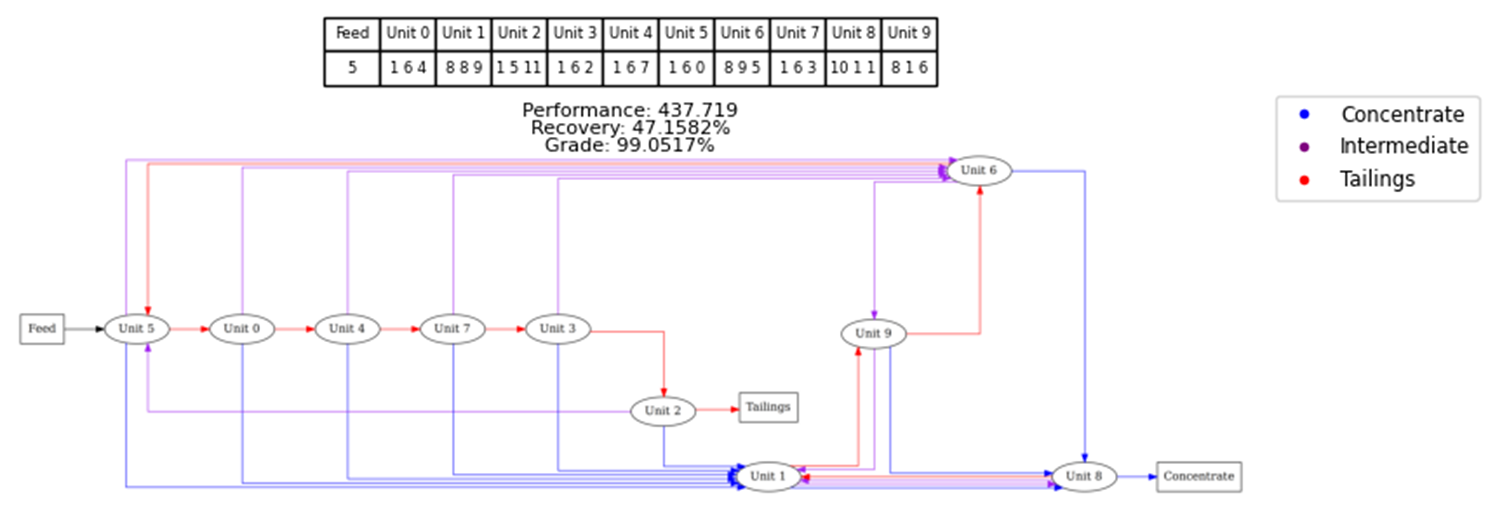 Feed Unit 0 Unit 1 Unit 2 Unit 3 Unit 4 Unit 5 Unit 6 Unit 7 Unit 8 Unit 9
5 1 6 4 8 8 9 1 5 11 1 6 2 1 6 7 1 6 0 8 9 5 1 6 3 10 1 1 8 1 6
Performance: 437.719
Recovery: 47.1582%
Grade: 99.0517%
Concentrate
Intermediate
Tailings
Unit 6
Feed
Unit 5
Unit 0
Unit 4
Unit 7
Unit 3
Unit 9
Unit 2
Tailings
Unit 1
Unit 8
Concentrate